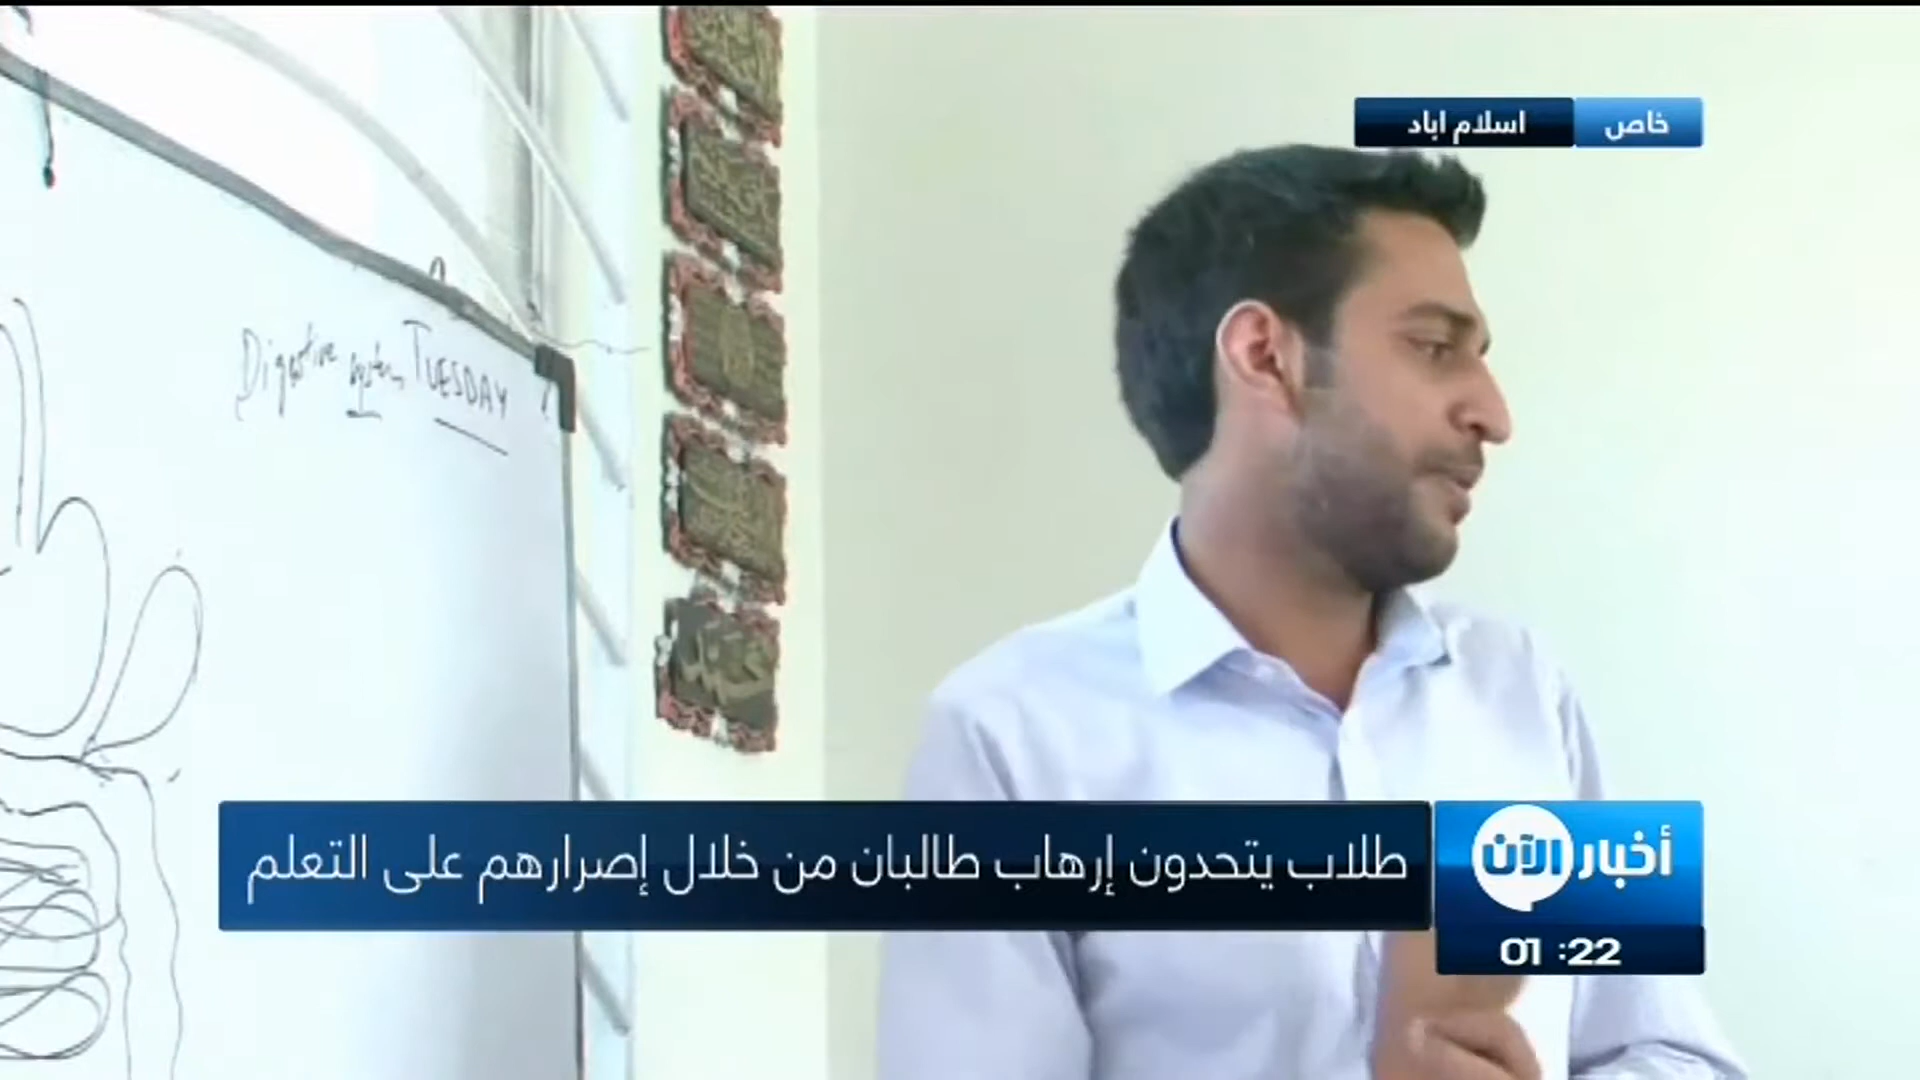 خاص اسلام اباد
Digestive system TUESDAY
طلاب يتحدون إرهاب طالبان من خلال إصرارهم على التعلم
أخبار الآن
01:22